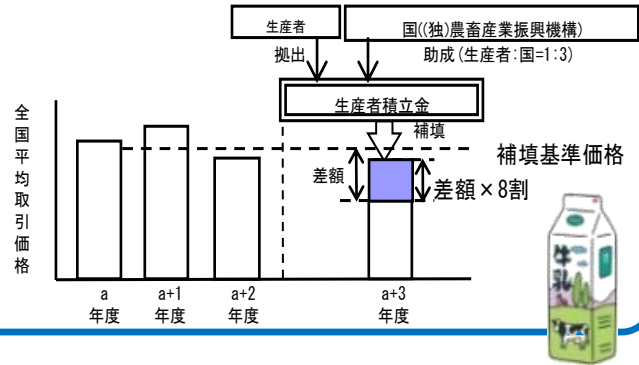 生産者
国((独)農畜産業振興機構)
拠出
助成(生産者:国=1:3)
生産者積立金
補填
全国平均取引価格
補填基準価格
差額
差額×8割
a
年度
a+1
年度
a+2
年度
a+3
年度
牛乳